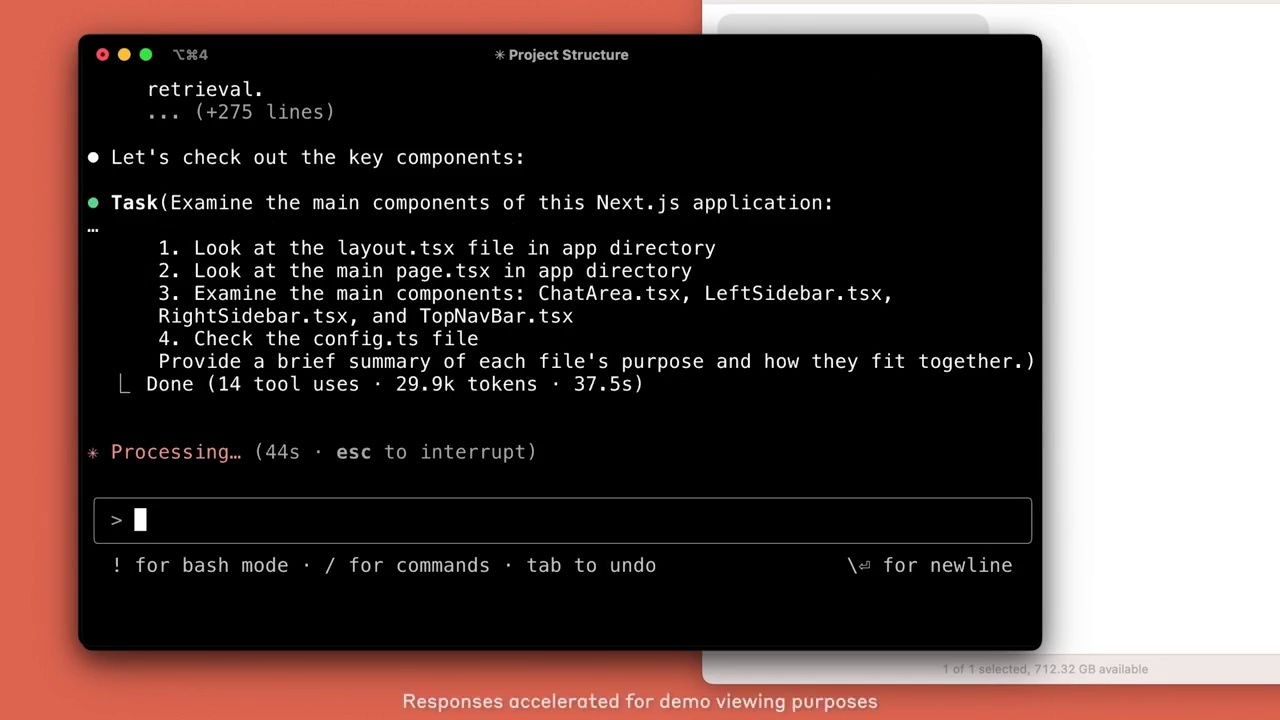 ⌥⌘4
✳ Project Structure
retrieval.
... (+275 lines)
● Let's check out the key components:
● Task(Examine the main components of this Next.js application:
…
1. Look at the layout.tsx file in app directory
2. Look at the main page.tsx in app directory
3. Examine the main components: ChatArea.tsx, LeftSidebar.tsx,
RightSidebar.tsx, and TopNavBar.tsx
4. Check the config.ts file
Provide a brief summary of each file's purpose and how they fit together.)
⎿ Done (14 tool uses · 29.9k tokens · 37.5s)
✳ Processing… (44s · esc to interrupt)
>
! for bash mode · / for commands · tab to undo
\⏎ for newline
1 of 1 selected, 712.32 GB available
Responses accelerated for demo viewing purposes